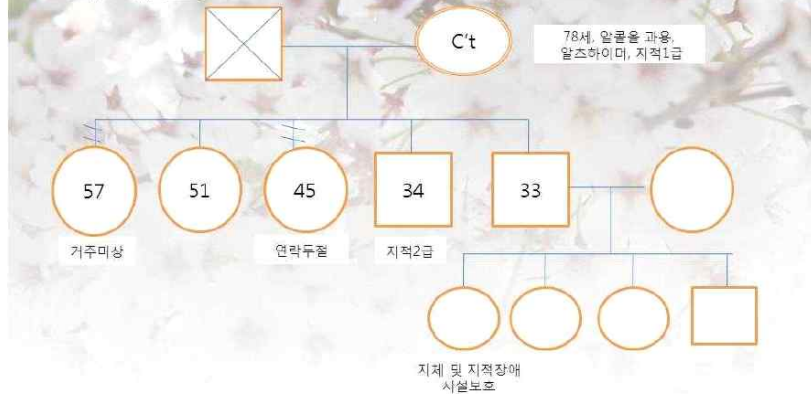 C't
78세, 알콜올 과용,
알츠하이머, 지적1급
57
51
45
34
33
거주미상
연락두절
지적2급
지체 및 지적장애
시설보호